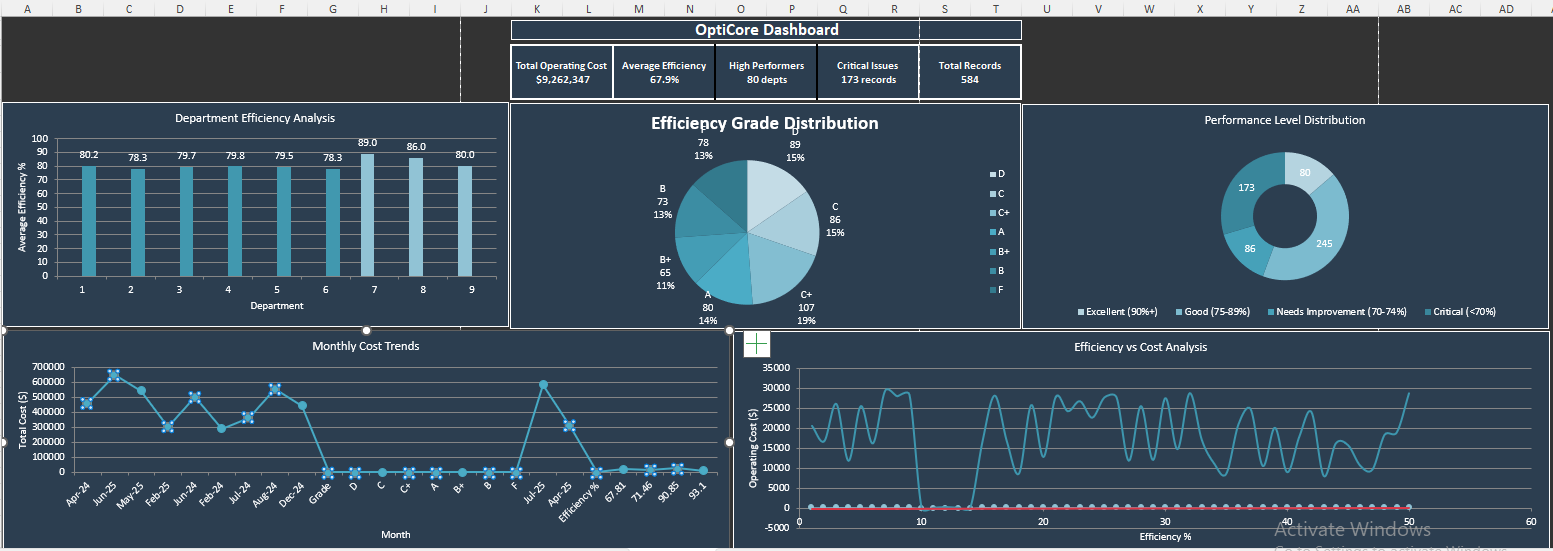 A B C D E F G H I J K L M N O P Q R S T U V W X Y Z AA AB AC AD
OptiCore Dashboard
Total Operating Cost
$9,262,347
Average Efficiency
67.9%
High Performers
80 depts
Critical Issues
173 records
Total Records
584
Department Efficiency Analysis
Average Efficiency %
100
90
80
70
60
50
40
30
20
10
0
80.2 78.3 79.7 79.8 79.5 78.3 89.0 86.0 80.0
1 2 3 4 5 6 7 8 9
Department
Efficiency Grade Distribution
F
78
13%
D
89
15%
B
73
13%
C
86
15%
B+
65
11%
A
80
14%
C+
107
19%
D
C
C+
A
B+
B
F
Performance Level Distribution
80
173
245
86
Excellent (90%+) Good (75-89%) Needs Improvement (70-74%) Critical (<70%)
Monthly Cost Trends
Total Cost ($)
700000
600000
500000
400000
300000
200000
100000
0
Apr-24 Jun-25 May-25 Feb-25 Jun-24 Feb-24 Jul-24 Aug-24 Dec-24 Grade D C C+ A B+ B F Jul-25 Apr-25 Efficiency % 67.81 71.46 90.85 93.1
Month
Efficiency vs Cost Analysis
Operating Cost ($)
35000
30000
25000
20000
15000
10000
5000
0
-5000
0 10 20 30 40 50 60
Efficiency %
Activate Windows
Go to Settings to activate Windows.